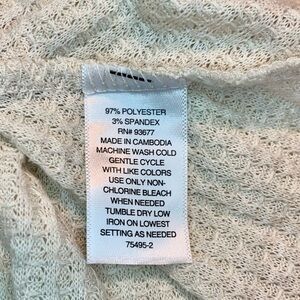 97% POLYESTER
3% SPANDEX
RN# 93677
MADE IN CAMBODIA
MACHINE WASH COLD
GENTLE CYCLE
WITH LIKE COLORS
USE ONLY NON-
CHLORINE BLEACH
WHEN NEEDED
TUMBLE DRY LOW
IRON ON LOWEST
SETTING AS NEEDED
75495-2